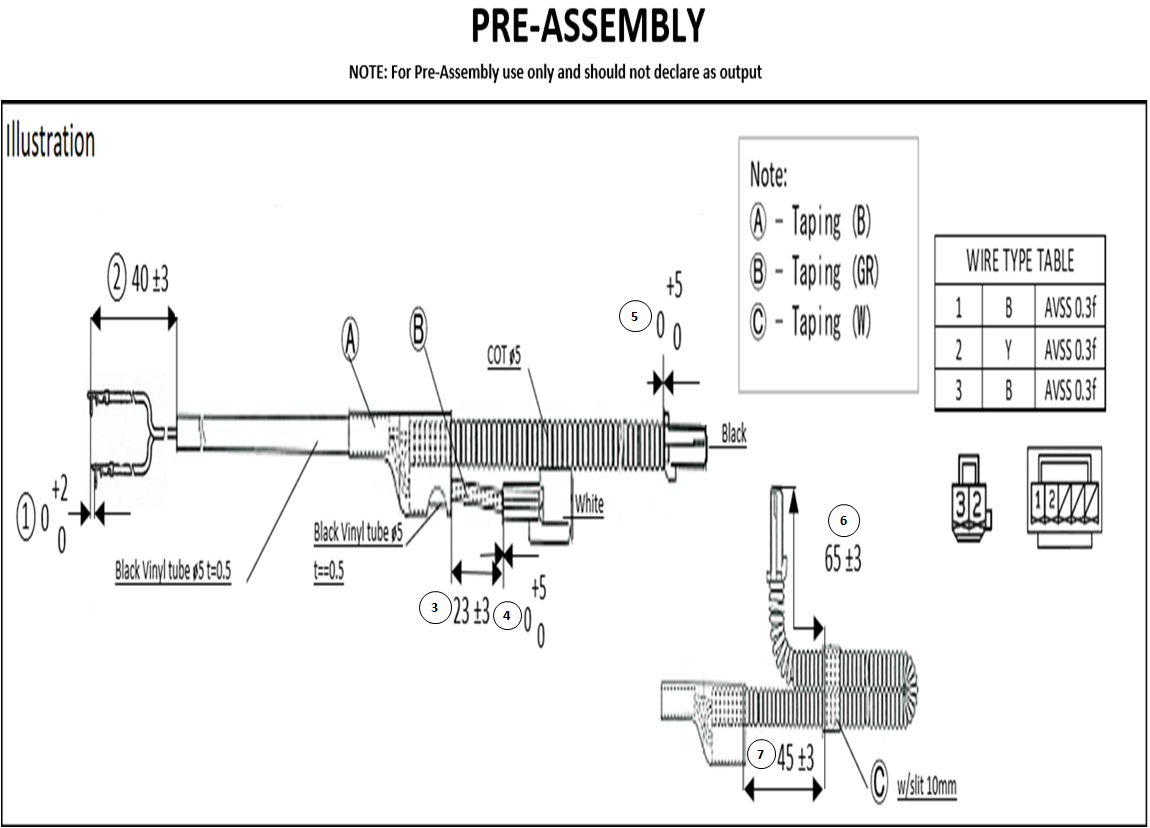 PRE-ASSEMBLY
NOTE: For Pre-Assembly use only and should not declare as output
Illustration
Note:
Ⓐ - Taping (B)
Ⓑ - Taping (GR)
Ⓒ - Taping (W)
WIRE TYPE TABLE
1 B AVSS 0.3f
2 Y AVSS 0.3f
3 B AVSS 0.3f
② 40 ±3
Ⓐ
Ⓑ
COT ø5
⑤ 0 +5 0
Black
① 0 +2 0
Black Vinyl tube ø5 t=0.5
Black Vinyl tube ø5
t==0.5
White
③ 23 ±3
④ 0 +5 0
3 2
1 2
⑥
65 ±3
⑦ 45 ±3
Ⓒ w/slit 10mm